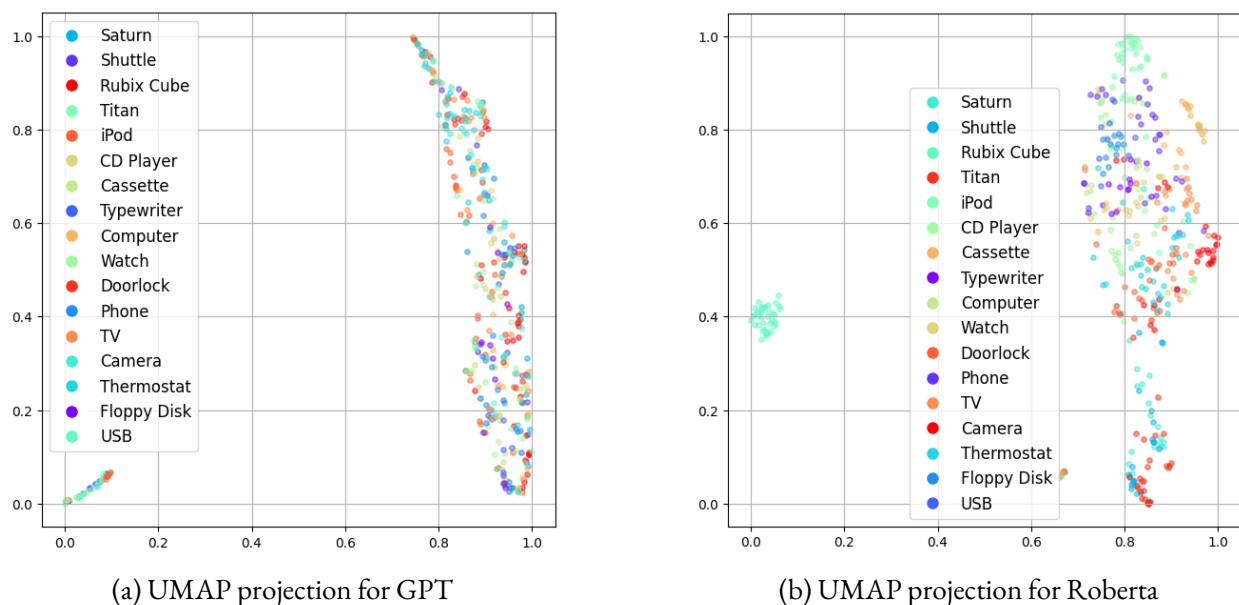 1.0
0.8
0.6
0.4
0.2
0.0
0.0 0.2 0.4 0.6 0.8 1.0
Saturn
Shuttle
Rubix Cube
Titan
iPod
CD Player
Cassette
Typewriter
Computer
Watch
Doorlock
Phone
TV
Camera
Thermostat
Floppy Disk
USB
(a) UMAP projection for GPT
1.0
0.8
0.6
0.4
0.2
0.0
0.0 0.2 0.4 0.6 0.8 1.0
Saturn
Shuttle
Rubix Cube
Titan
iPod
CD Player
Cassette
Typewriter
Computer
Watch
Doorlock
Phone
TV
Camera
Thermostat
Floppy Disk
USB
(b) UMAP projection for Roberta